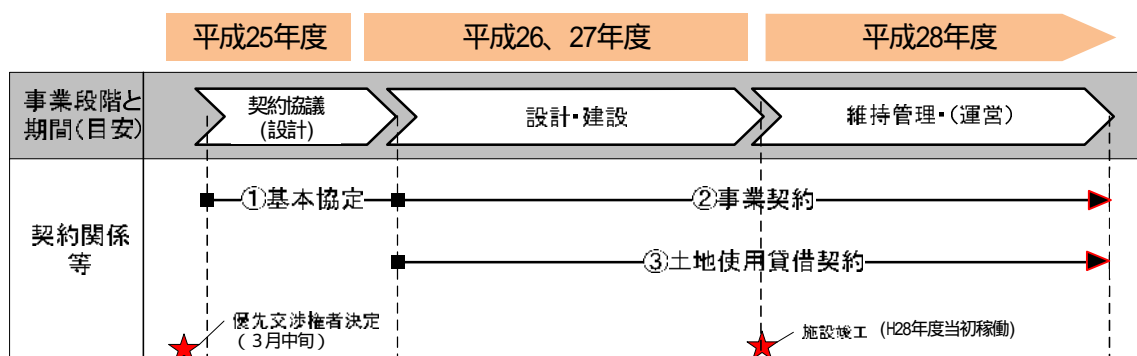 平成25年度
平成26、27年度
平成28年度
事業段階と
期間(目安)
契約協議
(設計)
設計・建設
維持管理・(運営)
契約関係
等
①基本協定
②事業契約
③土地使用貸借契約
優先交渉権者決定
(3月中旬)
施設竣工 (H28年度当初稼働)